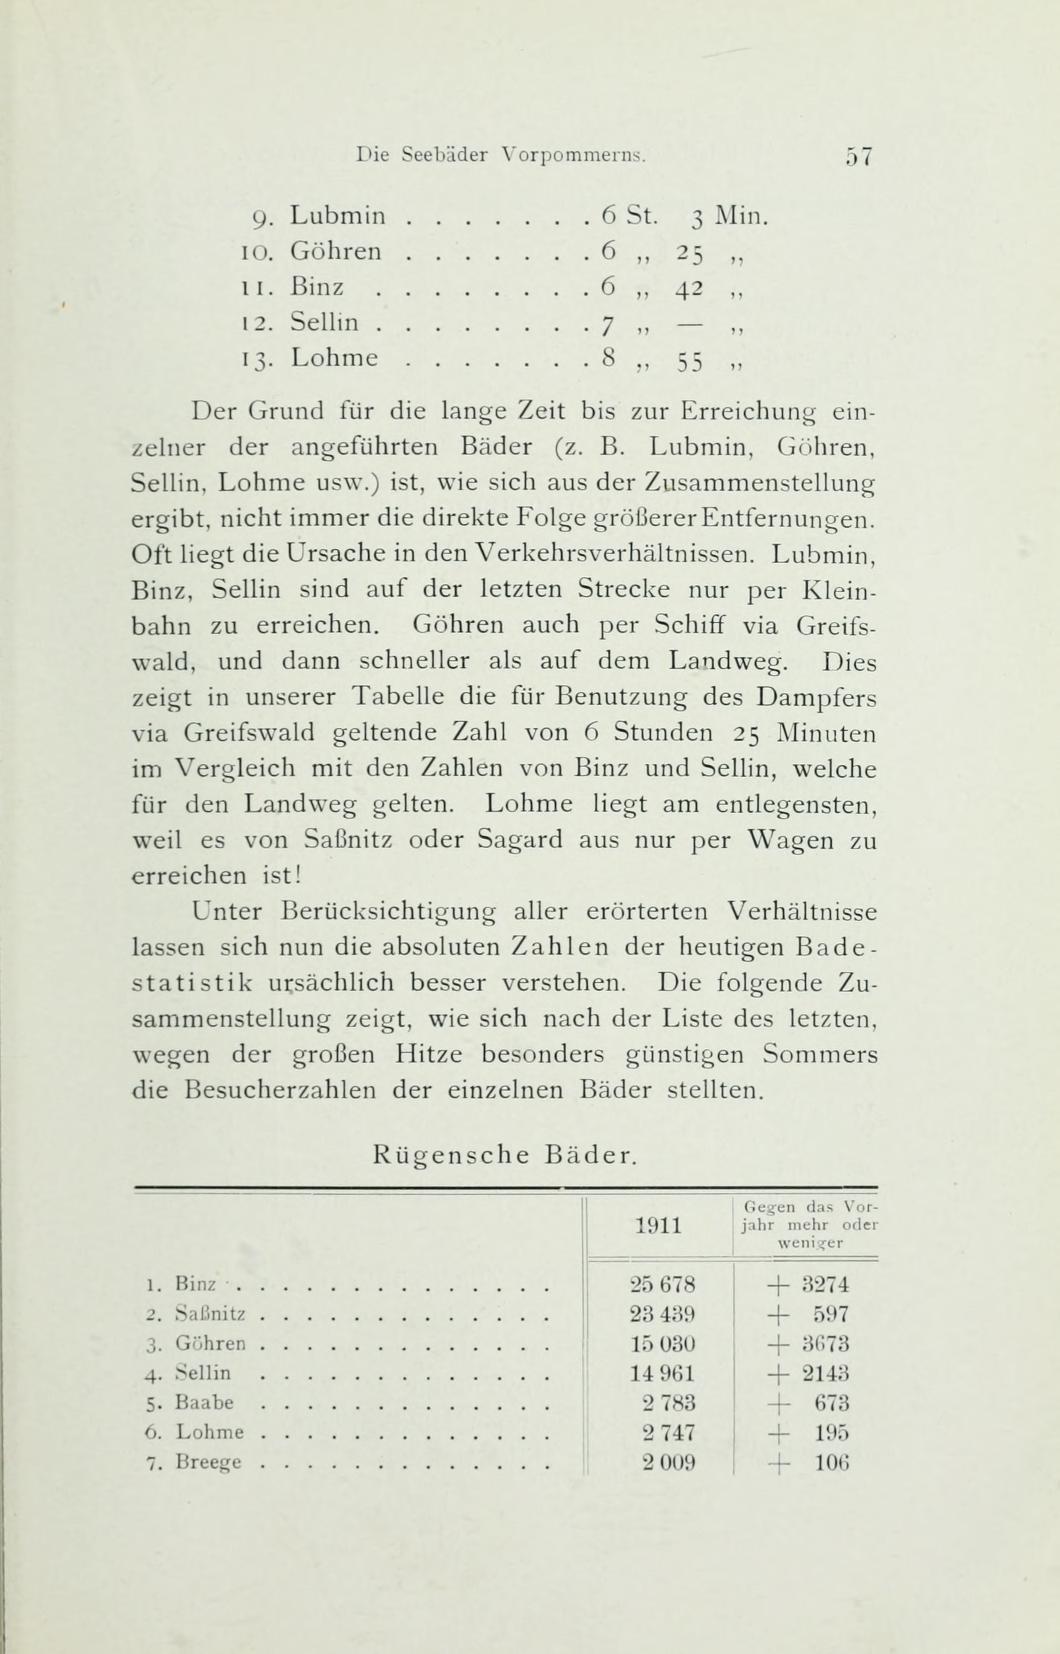 Die Seebäder Vorpommerns. 57
9. Lubmin . . . . . . . 6 St. 3 Min.
10. Göhren . . . . . . . 6 „ 25 „
11. Binz . . . . . . . . 6 „ 42 „
12. Sellin . . . . . . . . 7 „ — „
13. Lohme . . . . . . . 8 „ 55 „
Der Grund für die lange Zeit bis zur Erreichung ein-
zelner der angeführten Bäder (z. B. Lubmin, Göhren,
Sellin, Lohme usw.) ist, wie sich aus der Zusammenstellung
ergibt, nicht immer die direkte Folge größerer Entfernungen.
Oft liegt die Ursache in den Verkehrsverhältnissen. Lubmin,
Binz, Sellin sind auf der letzten Strecke nur per Klein-
bahn zu erreichen. Göhren auch per Schiff via Greifs-
wald, und dann schneller als auf dem Landweg. Dies
zeigt in unserer Tabelle die für Benutzung des Dampfers
via Greifswald geltende Zahl von 6 Stunden 25 Minuten
im Vergleich mit den Zahlen von Binz und Sellin, welche
für den Landweg gelten. Lohme liegt am entlegensten,
weil es von Saßnitz oder Sagard aus nur per Wagen zu
erreichen ist!
Unter Berücksichtigung aller erörterten Verhältnisse
lassen sich nun die absoluten Zahlen der heutigen Bade-
statistik ursächlich besser verstehen. Die folgende Zu-
sammenstellung zeigt, wie sich nach der Liste des letzten,
wegen der großen Hitze besonders günstigen Sommers
die Besucherzahlen der einzelnen Bäder stellten.
Rügensche Bäder.
1911
Gegen das Vor-
jahr mehr oder
weniger
1. Binz . . . . . . . . . . . . . . 25 678 + 3274
2. Saßnitz . . . . . . . . . . . . . 23 439 + 597
3. Göhren . . . . . . . . . . . . . 15 030 + 3673
4. Sellin . . . . . . . . . . . . . 14 961 + 2143
5. Baabe . . . . . . . . . . . . . 2 783 + 673
6. Lohme . . . . . . . . . . . . . 2 747 + 195
7. Breege . . . . . . . . . . . . . 2 009 + 106